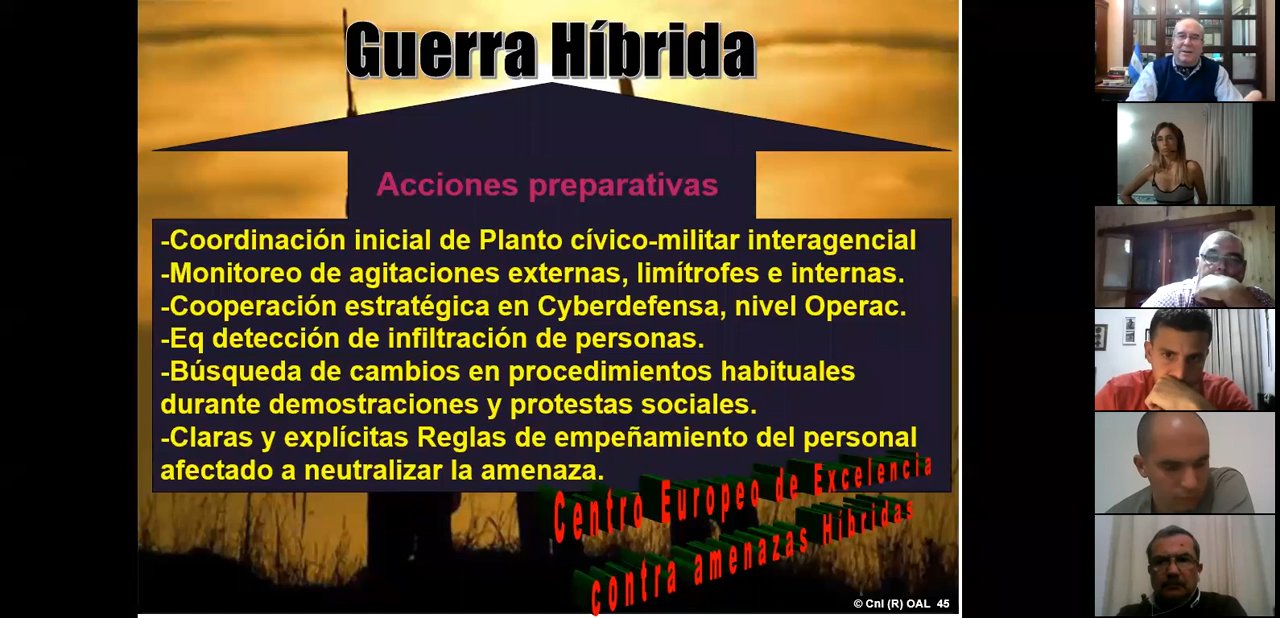 Guerra Híbrida
Acciones preparativas
-Coordinación inicial de Planto cívico-militar interagencial
-Monitoreo de agitaciones externas, limítrofes e internas.
-Cooperación estratégica en Cyberdefensa, nivel Operac.
-Eq detección de infiltración de personas.
-Búsqueda de cambios en procedimientos habituales
durante demostraciones y protestas sociales.
-Claras y explícitas Reglas de empeñamiento del personal
afectado a neutralizar la amenaza.
Centro Europeo de Excelencia
contra amenazas Híbridas
© Cnl (R) OAL 45